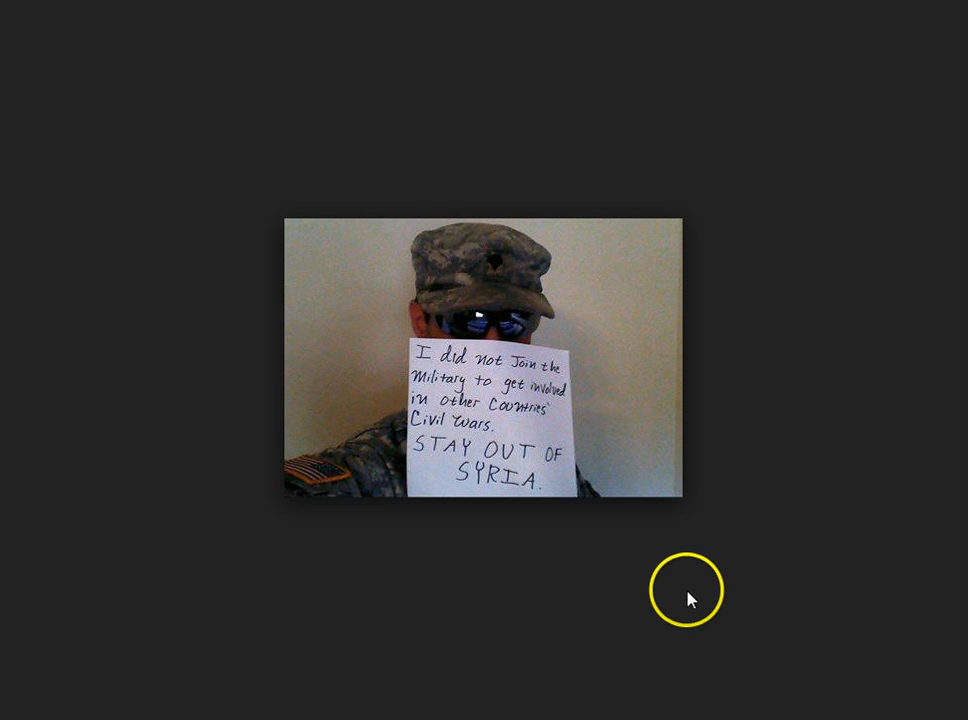 I did not Join the
Military to get involved
in other Countries'
Civil Wars.
STAY OUT OF
SYRIA.